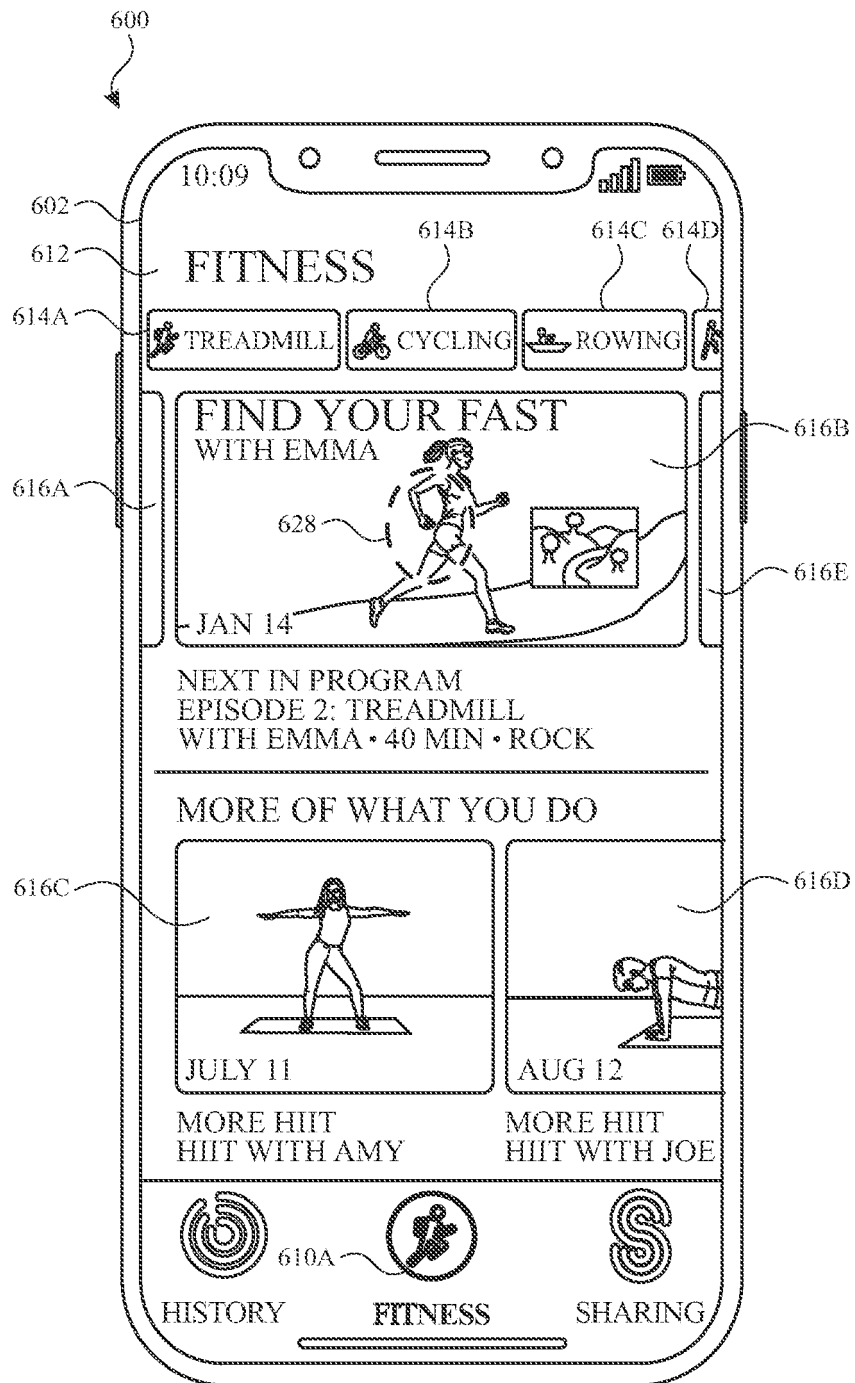 600
10:09
602
614B
614C
614D
612
FITNESS
614A
TREADMILL
CYCLING
ROWING
FIND YOUR FAST
WITH EMMA
616B
616A
628
616E
JAN 14
NEXT IN PROGRAM
EPISODE 2: TREADMILL
WITH EMMA • 40 MIN • ROCK
MORE OF WHAT YOU DO
616C
616D
JULY 11
AUG 12
MORE HIIT
HIIT WITH AMY
MORE HIIT
HIIT WITH JOE
610A
HISTORY
FITNESS
SHARING